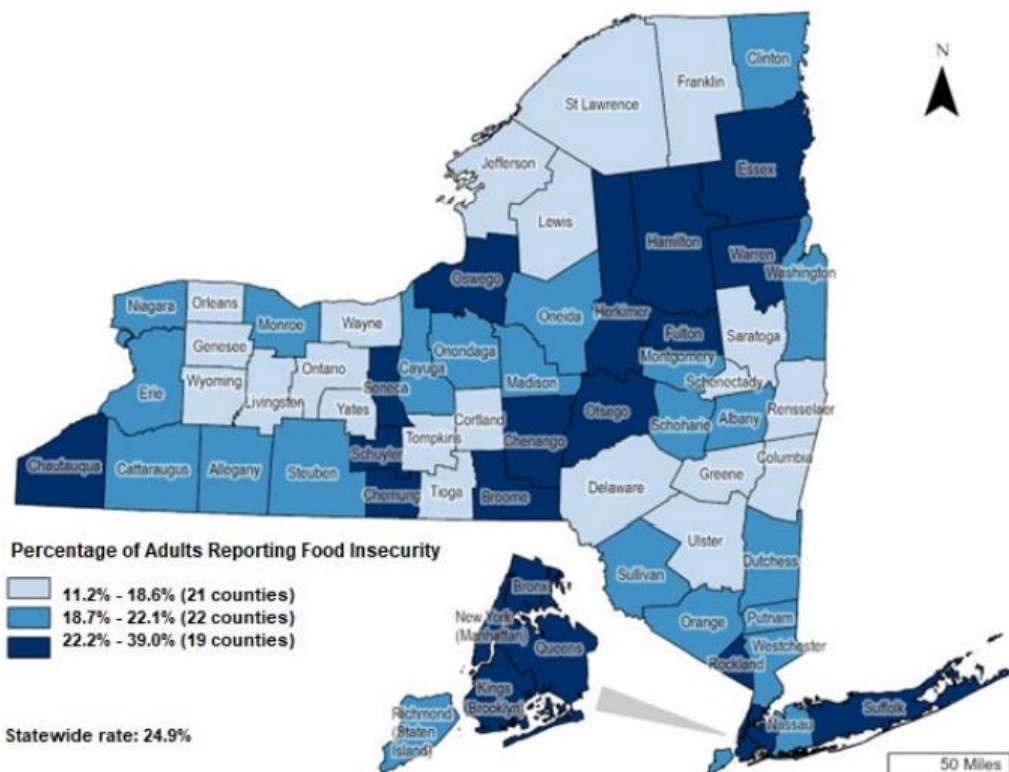 N
Clinton
Franklin
St Lawrence
Essex
Jefferson
Lewis
Hamilton
Warren
Washington
Oswego
Herkimer
Oneida
Niagara
Orleans
Monroe
Wayne
Fulton
Saratoga
Genesee
Onondaga
Cayuga
Montgomery
Ontario
Seneca
Madison
Schenectady
Wyoming
Erie
Livingston
Yates
Cortland
Otsego
Schoharie
Albany
Rensselaer
Tompkins
Chenango
Schuyler
Chautauqua
Cattaraugus
Allegany
Steuben
Chemung
Tioga
Broome
Delaware
Greene
Columbia
Ulster
Percentage of Adults Reporting Food Insecurity
11.2% - 18.6% (21 counties)
18.7% - 22.1% (22 counties)
22.2% - 39.0% (19 counties)
Sullivan
Dutchess
Bronx
New York
(Manhattan)
Queens
Orange
Putnam
Westchester
Rockland
Kings
(Brooklyn)
Richmond
(Staten
Island)
Nassau
Suffolk
Statewide rate: 24.9%
50 Miles